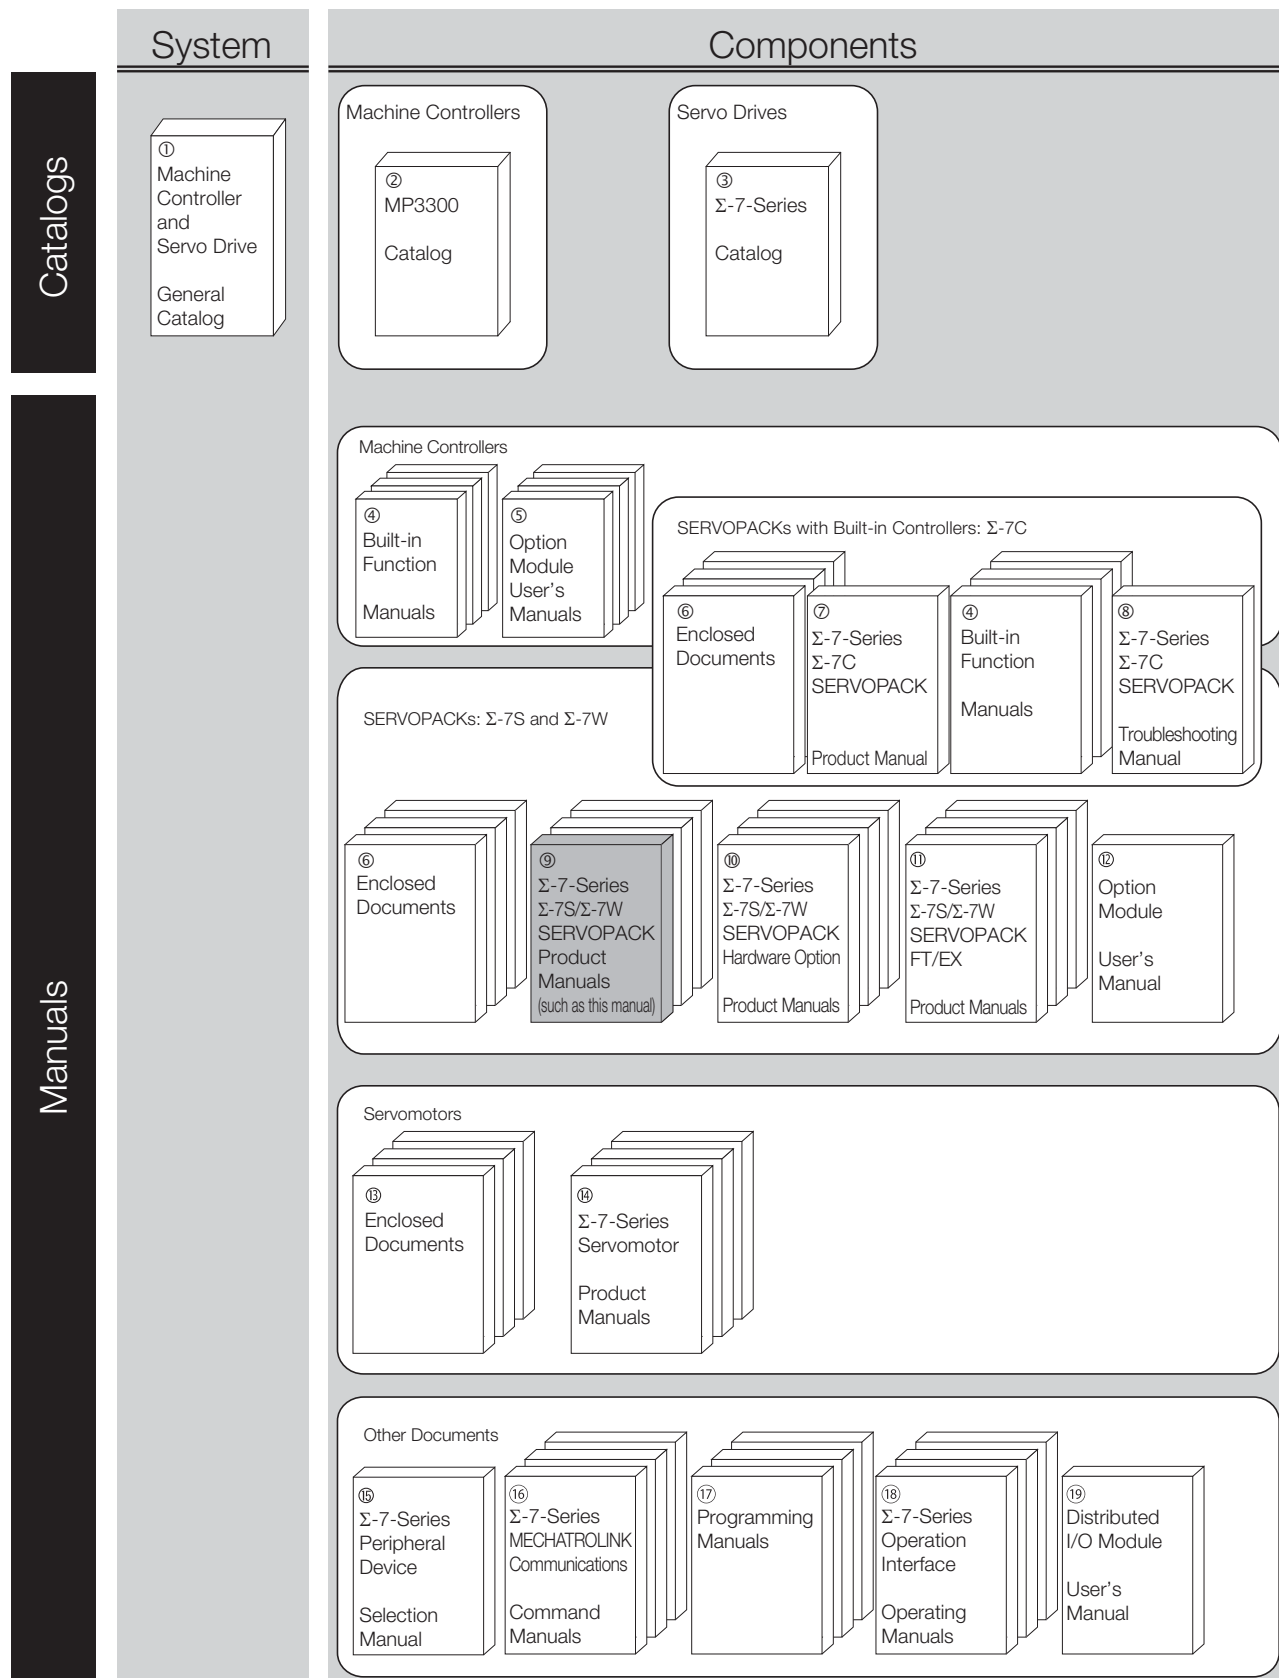 System
Components
Catalogs
①
Machine
Controller
and
Servo Drive
General
Catalog
Machine Controllers
②
MP3300
Catalog
Servo Drives
③
Σ-7-Series
Catalog
Manuals
Machine Controllers
④
Built-in
Function
Manuals
⑤
Option
Module
User's
Manuals
SERVOPACKs with Built-in Controllers: Σ-7C
⑥
Enclosed
Documents
⑦
Σ-7-Series
Σ-7C
SERVOPACK
Product Manual
④
Built-in
Function
Manuals
⑧
Σ-7-Series
Σ-7C
SERVOPACK
Troubleshooting
Manual
SERVOPACKs: Σ-7S and Σ-7W
⑥
Enclosed
Documents
⑨
Σ-7-Series
Σ-7S/Σ-7W
SERVOPACK
Product
Manuals
(such as this manual)
⑩
Σ-7-Series
Σ-7S/Σ-7W
SERVOPACK
Hardware Option
Product Manuals
⑪
Σ-7-Series
Σ-7S/Σ-7W
SERVOPACK
FT/EX
Product Manuals
⑫
Option
Module
User's
Manual
Servomotors
⑬
Enclosed
Documents
⑭
Σ-7-Series
Servomotor
Product
Manuals
Other Documents
⑮
Σ-7-Series
Peripheral
Device
Selection
Manual
⑯
Σ-7-Series
MECHATROLINK
Communications
Command
Manuals
⑰
Programming
Manuals
⑱
Σ-7-Series
Operation
Interface
Operating
Manuals
⑲
Distributed
I/O Module
User's
Manual